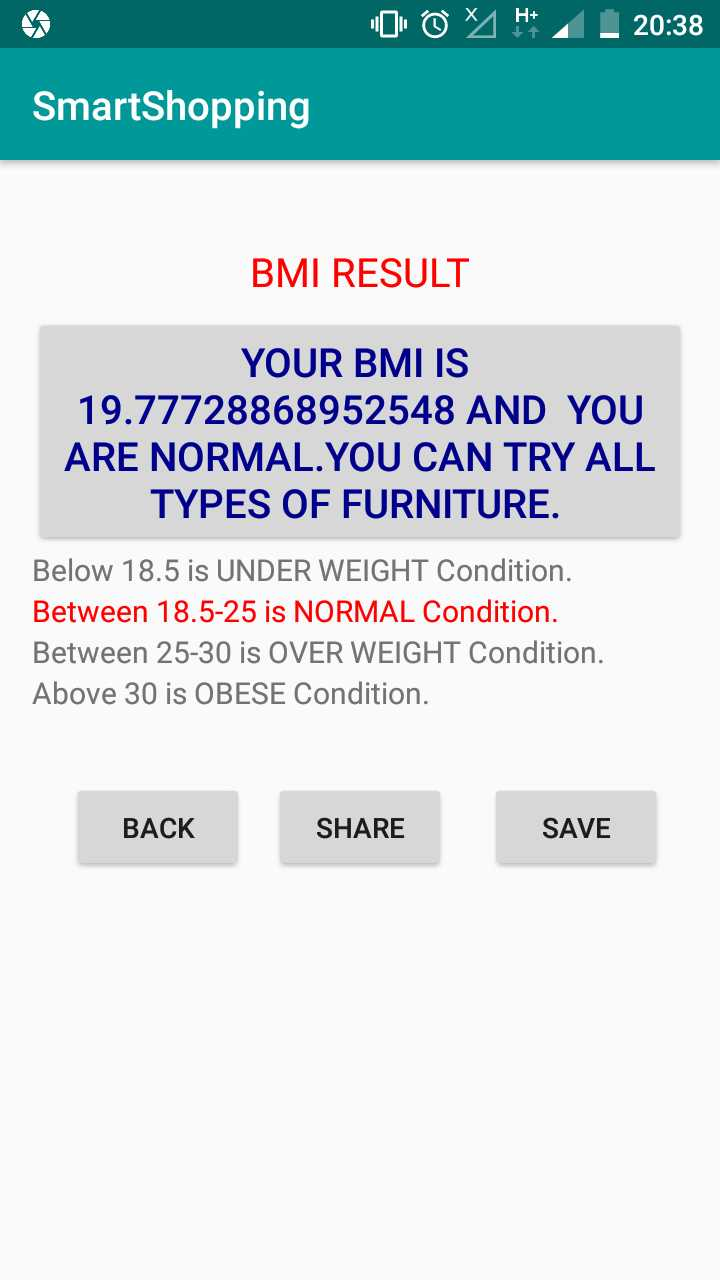 X H+ 20:38
SmartShopping
BMI RESULT
YOUR BMI IS
19.77728868952548 AND  YOU
ARE NORMAL.YOU CAN TRY ALL
TYPES OF FURNITURE.
Below 18.5 is UNDER WEIGHT Condition.
Between 18.5-25 is NORMAL Condition.
Between 25-30 is OVER WEIGHT Condition.
Above 30 is OBESE Condition.
BACK SHARE SAVE